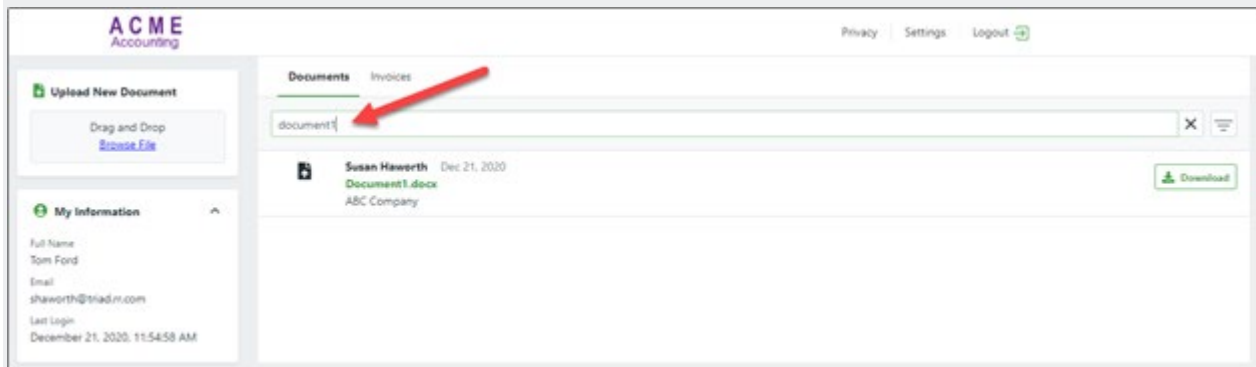 ACME
Accounting
Privacy Settings Logout
Upload New Document
Drag and Drop
Browse File
My Information
Full Name
Tom Ford
Email
shaworth@triad.rr.com
Last Login
December 21, 2020, 11:54:58 AM
Documents Invoices
document1
Susan Haworth Dec 21, 2020
Document1.docx
ABC Company
Download